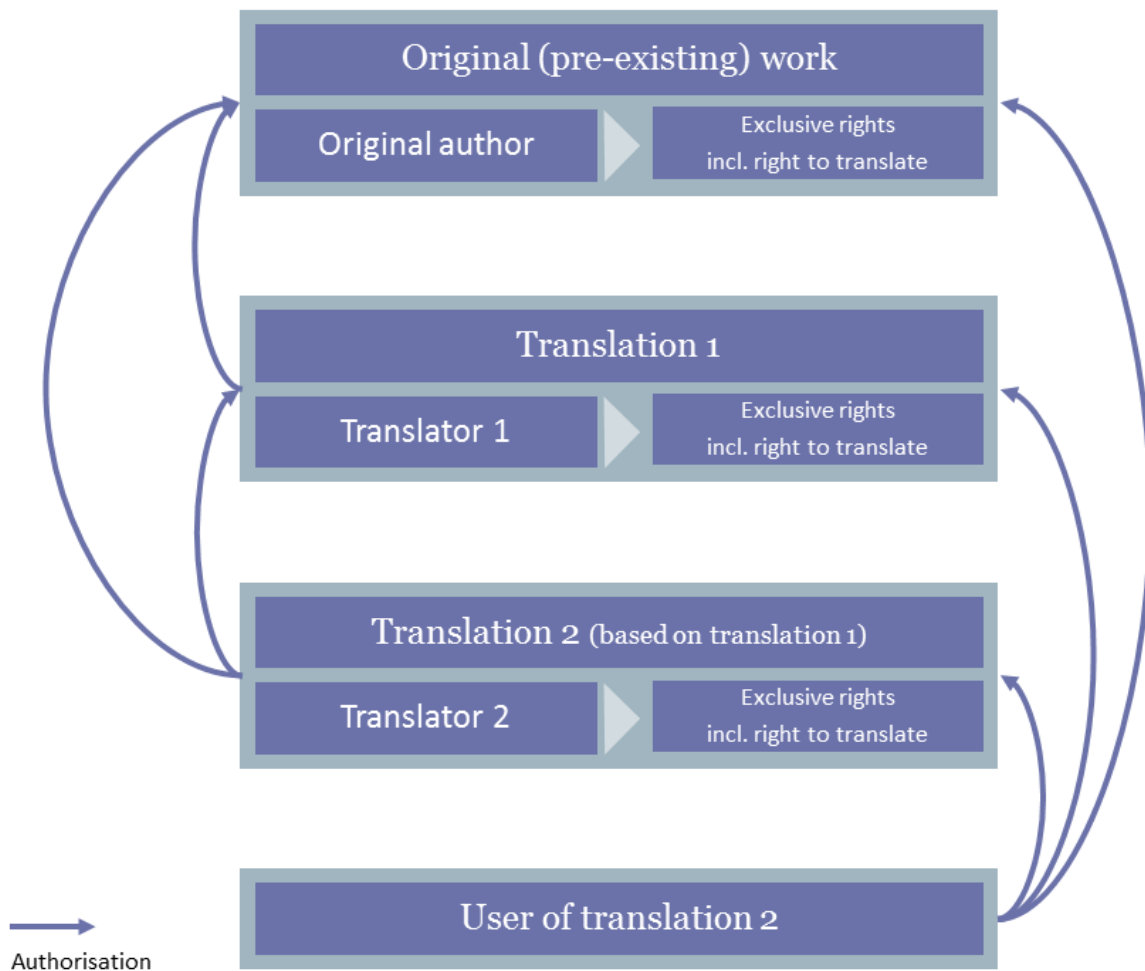 Original (pre-existing) work
Original author
Exclusive rights
incl. right to translate
Translation 1
Translator 1
Exclusive rights
incl. right to translate
Translation 2 (based on translation 1)
Translator 2
Exclusive rights
incl. right to translate
User of translation 2
Authorisation